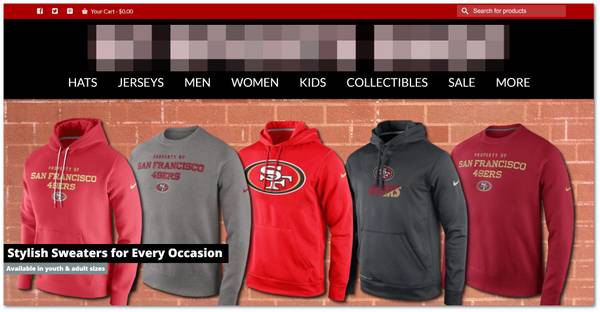 Your Cart - $0.00
Search for products
HATS JERSEYS MEN WOMEN KIDS COLLECTIBLES SALE MORE
PROPERTY OF
SAN FRANCISCO
49ERS
PROPERTY OF
SAN FRANCISCO
49ERS
SF
PROPERTY OF
SAN FRANCISCO
49ERS
Stylish Sweaters for Every Occasion
Available in youth & adult sizes